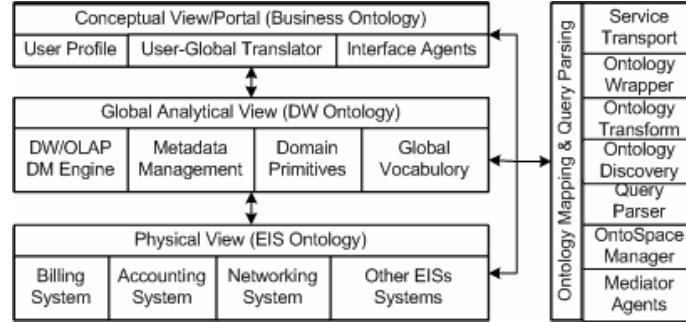 Conceptual View/Portal (Business Ontology)
User Profile
User-Global Translator
Interface Agents
Global Analytical View (DW Ontology)
DW/OLAP
DM Engine
Metadata
Management
Domain
Primitives
Global
Vocabulory
Physical View (EIS Ontology)
Billing
System
Accounting
System
Networking
System
Other EISs
Systems
Ontology Mapping & Query Parsing
Service
Transport
Ontology
Wrapper
Ontology
Transform
Ontology
Discovery
Query
Parser
OntoSpace
Manager
Mediator
Agents